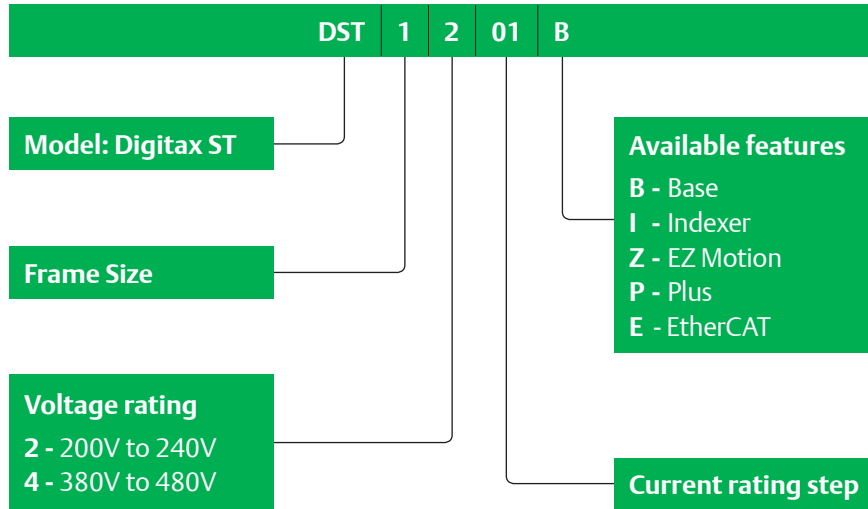 DST 1 2 01 B
Model: Digitax ST
Frame Size
Voltage rating
2 - 200V to 240V
4 - 380V to 480V
Available features
B - Base
I - Indexer
Z - EZ Motion
P - Plus
E - EtherCAT
Current rating step